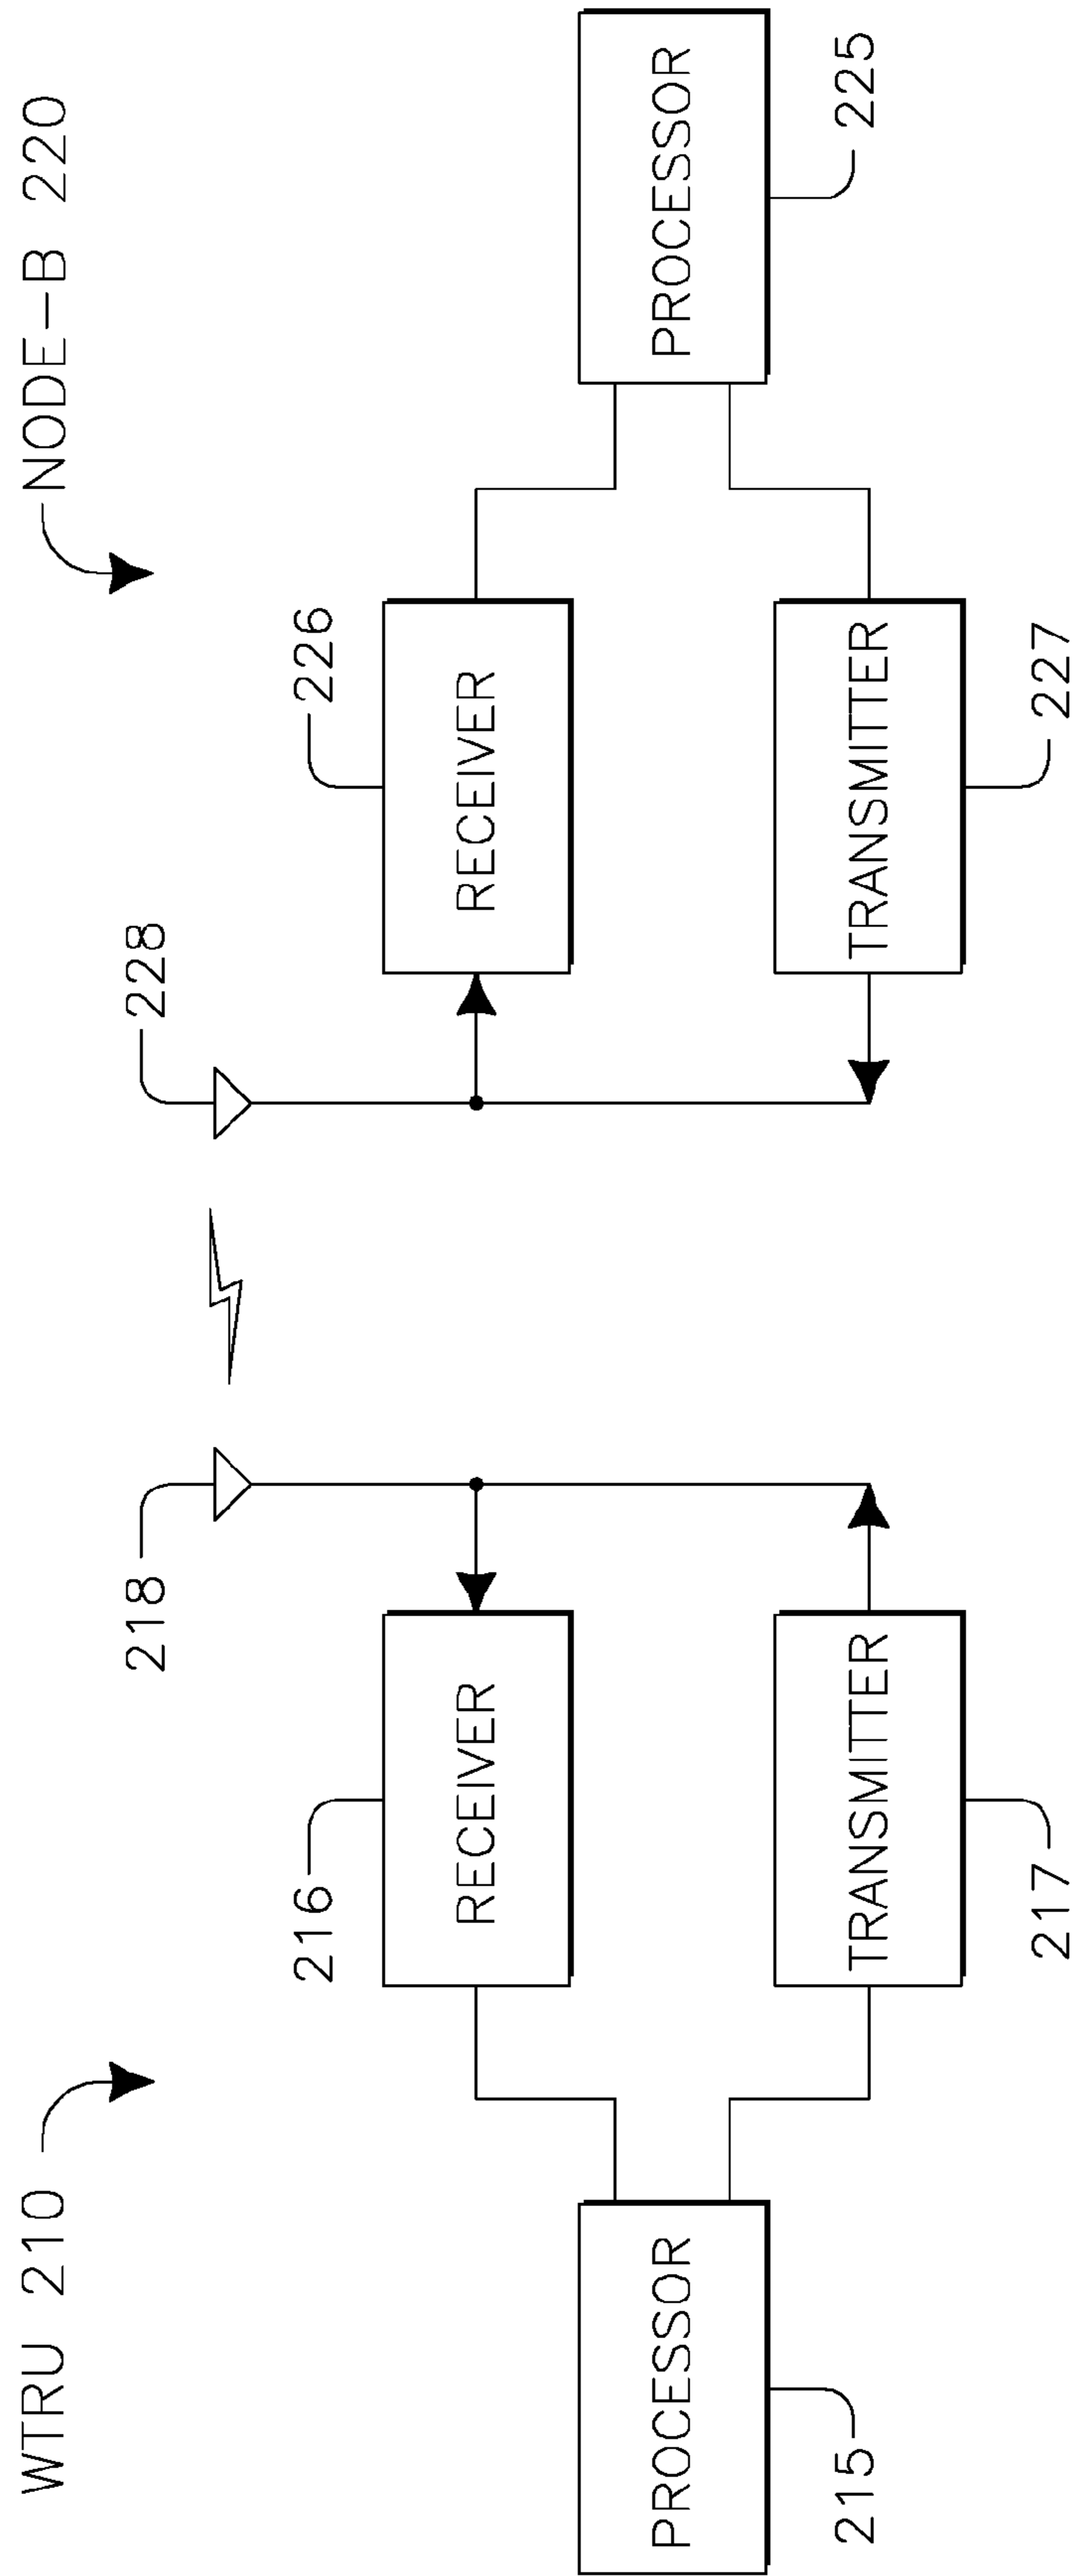 WTRU 210
NODE-B 220
218
228
216
226
RECEIVER
RECEIVER
PROCESSOR
PROCESSOR
215
225
TRANSMITTER
TRANSMITTER
217
227